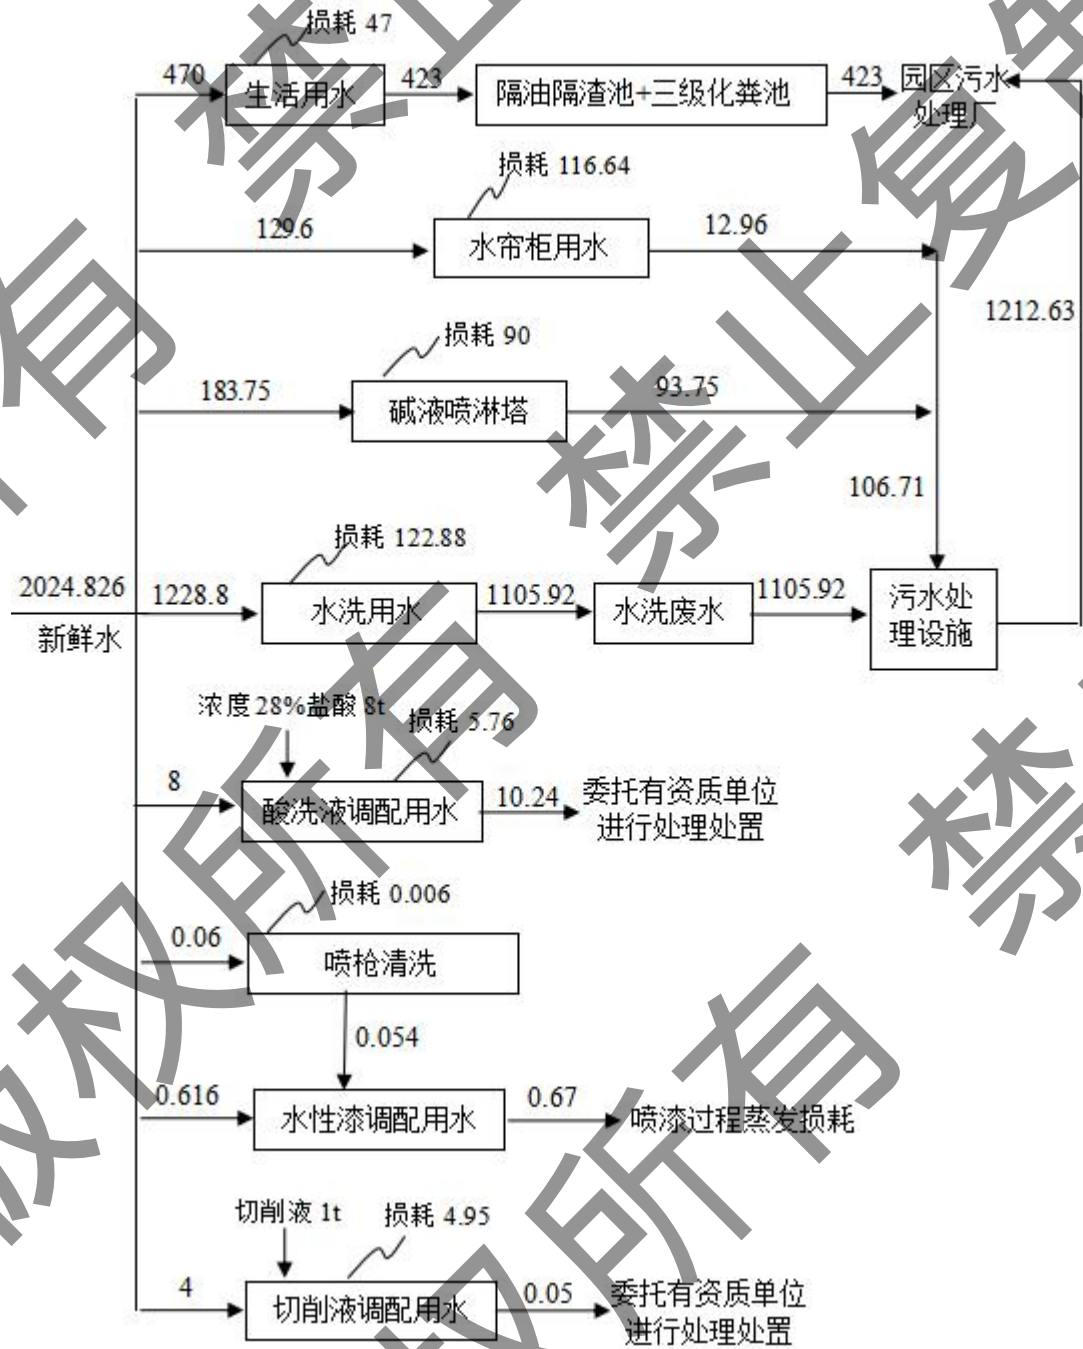 损耗 47
470
生活用水
423
隔油隔渣池+三级化粪池
423
园区污水
处理厂
损耗 116.64
129.6
水帘柜用水
12.96
1212.63
损耗 90
183.75
碱液喷淋塔
93.75
106.71
损耗 122.88
2024.826
新鲜水
1228.8
水洗用水
1105.92
水洗废水
1105.92
污水处
理设施
浓度 28%盐酸 8t
损耗 5.76
8
酸洗液调配用水
10.24
委托有资质单位
进行处理处置
损耗 0.006
0.06
喷枪清洗
0.054
0.616
水性漆调配用水
0.67
喷漆过程蒸发损耗
切削液 1t
损耗 4.95
4
切削液调配用水
0.05
委托有资质单位
进行处理处置
版权所有 禁止复制